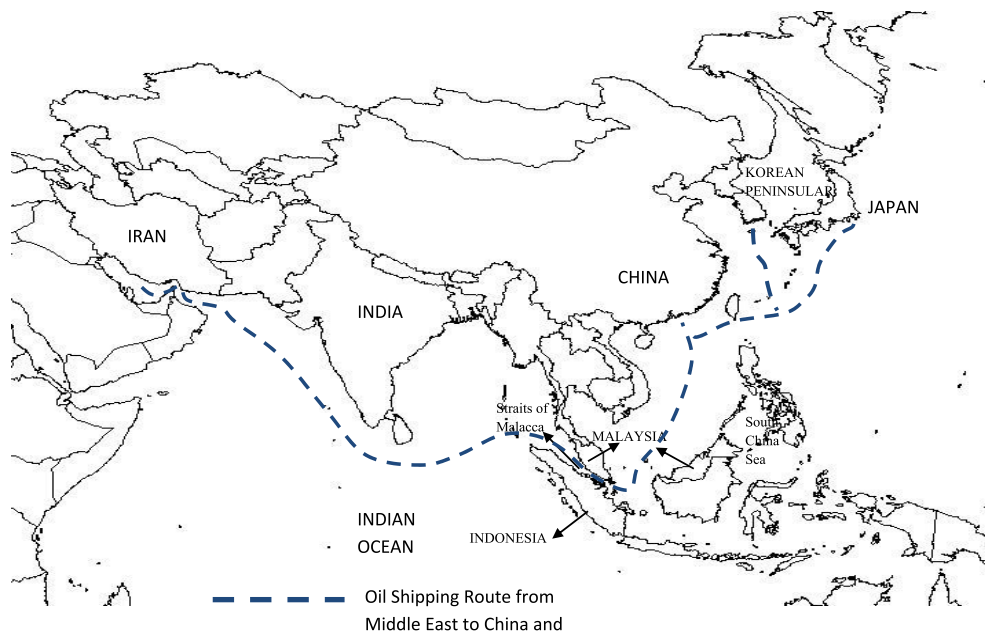 KOREAN
PENINSULAR
JAPAN
IRAN
CHINA
INDIA
Straits of
Malacca
MALAYSIA
South
China
Sea
INDIAN
OCEAN
INDONESIA
Oil Shipping Route from
Middle East to China and